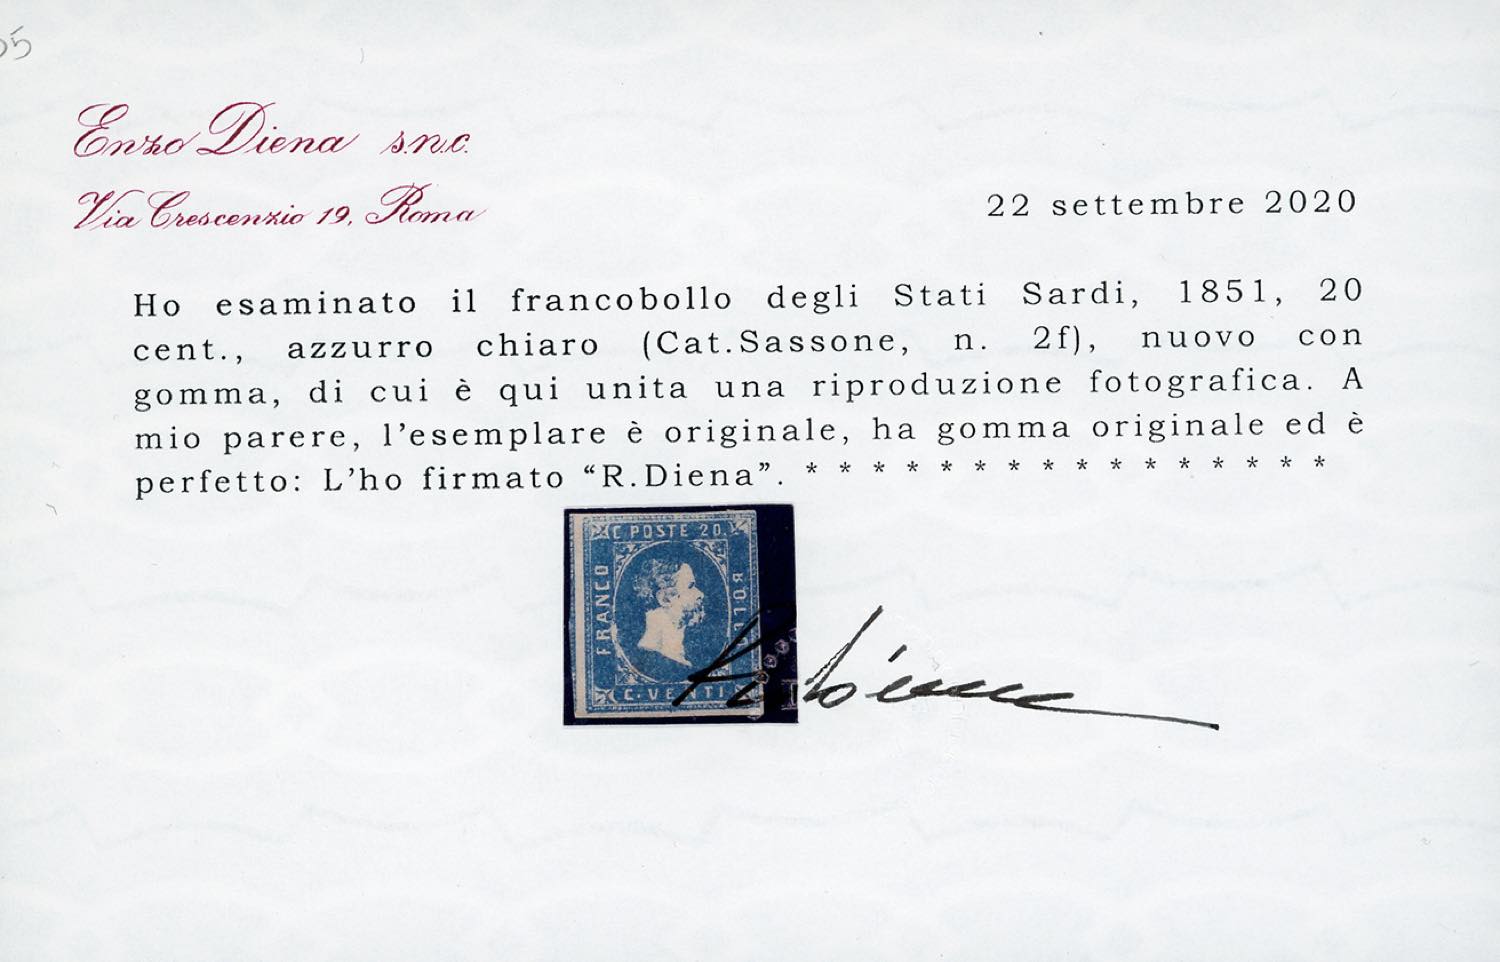 Enzo Diena s.n.c.
Via Crescenzio 19, Roma
22 settembre 2020
Ho esaminato il francobollo degli Stati Sardi, 1851, 20
cent., azzurro chiaro (Cat.Sassone, n. 2f), nuovo con
gomma, di cui è qui unita una riproduzione fotografica. A
mio parere, l'esemplare è originale, ha gomma originale ed è
perfetto: L'ho firmato “R.Diena”. * * * * * * * * * * * * * * * *
C POSTE 20.
FRANCO
C. VENTI